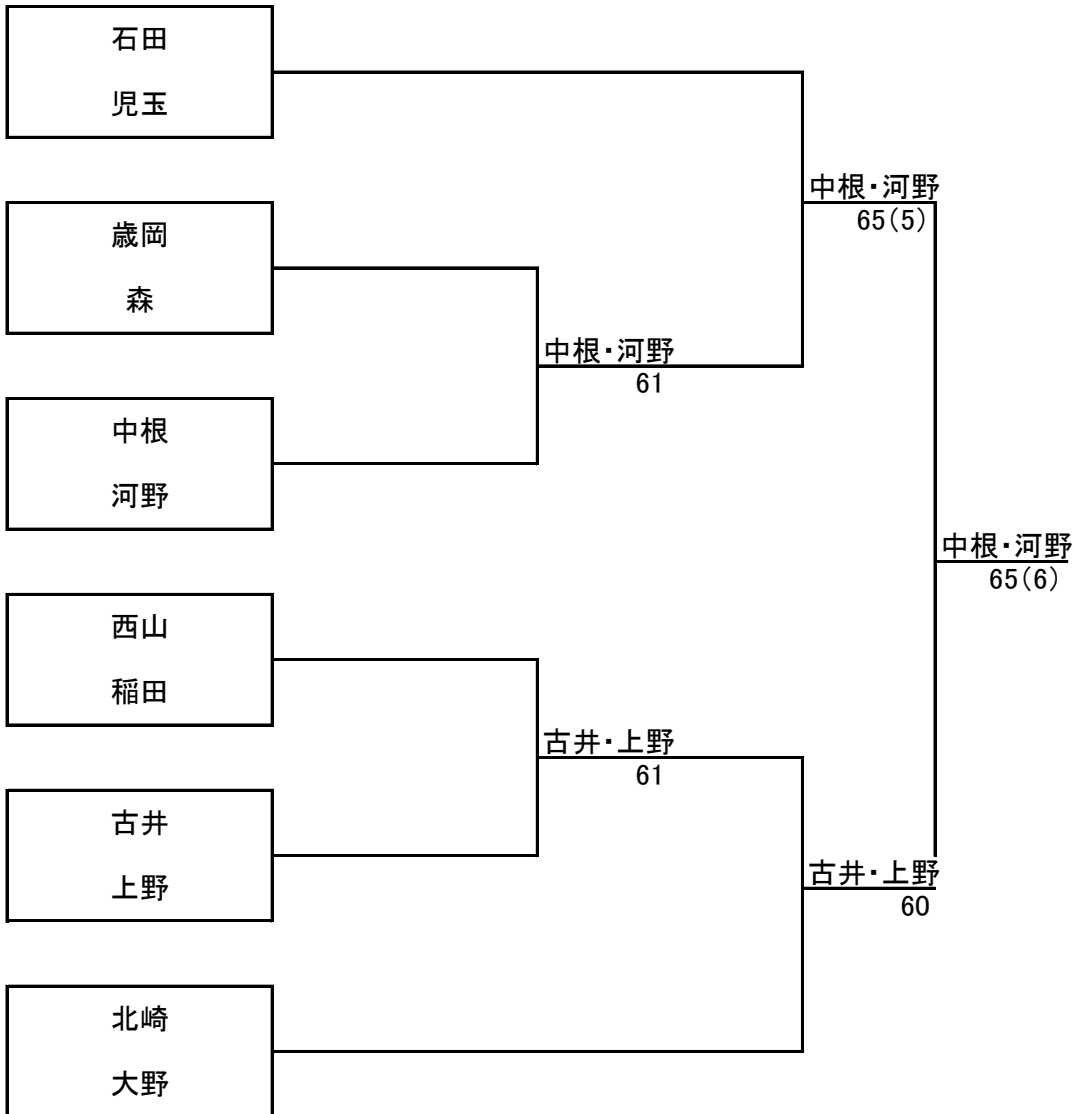 石田
児玉
歳岡
森
中根
河野
西山
稲田
古井
上野
北崎
大野
中根・河野
61
古井・上野
61
中根・河野
65(5)
古井・上野
60
中根・河野
65(6)